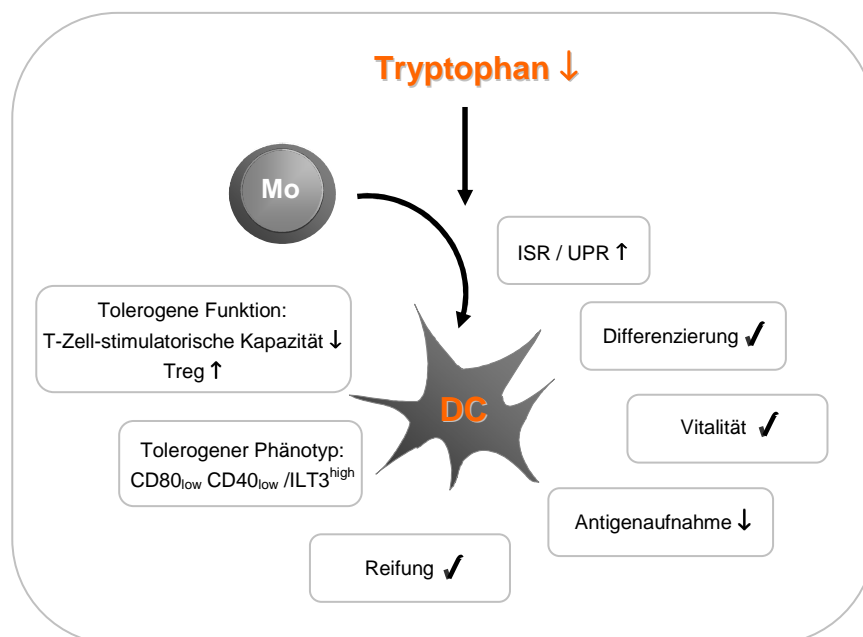 Tryptophan ↓
Mo
ISR / UPR ↑
Tolerogene Funktion:
T-Zell-stimulatorische Kapazität ↓
Treg ↑
Differenzierung ✓
DC
Vitalität ✓
Tolerogener Phänotyp:
CD80low CD40low /ILT3high
Antigenaufnahme ↓
Reifung ✓